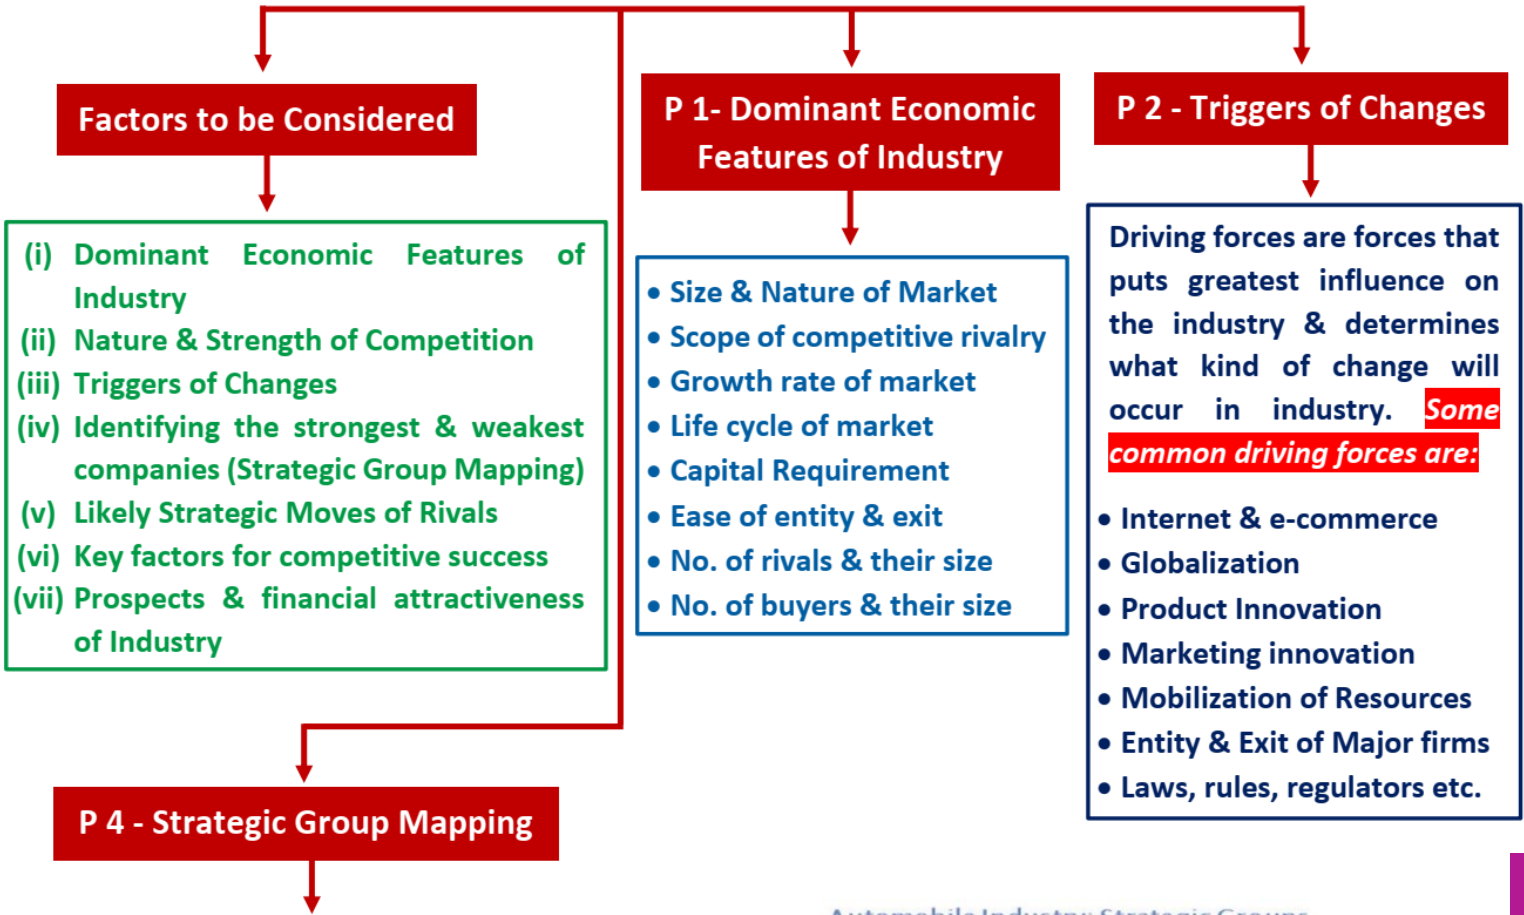 Factors to be Considered
(i) Dominant Economic Features of
Industry
(ii) Nature & Strength of Competition
(iii) Triggers of Changes
(iv) Identifying the strongest & weakest
companies (Strategic Group Mapping)
(v) Likely Strategic Moves of Rivals
(vi) Key factors for competitive success
(vii) Prospects & financial attractiveness
of Industry
P 1- Dominant Economic
Features of Industry
• Size & Nature of Market
• Scope of competitive rivalry
• Growth rate of market
• Life cycle of market
• Capital Requirement
• Ease of entity & exit
• No. of rivals & their size
• No. of buyers & their size
P 2 - Triggers of Changes
Driving forces are forces that
puts greatest influence on
the industry & determines
what kind of change will
occur in industry. Some
common driving forces are:
• Internet & e-commerce
• Globalization
• Product Innovation
• Marketing innovation
• Mobilization of Resources
• Entity & Exit of Major firms
• Laws, rules, regulators etc.
P 4 - Strategic Group Mapping
Automobile Industry: Strategic Groups